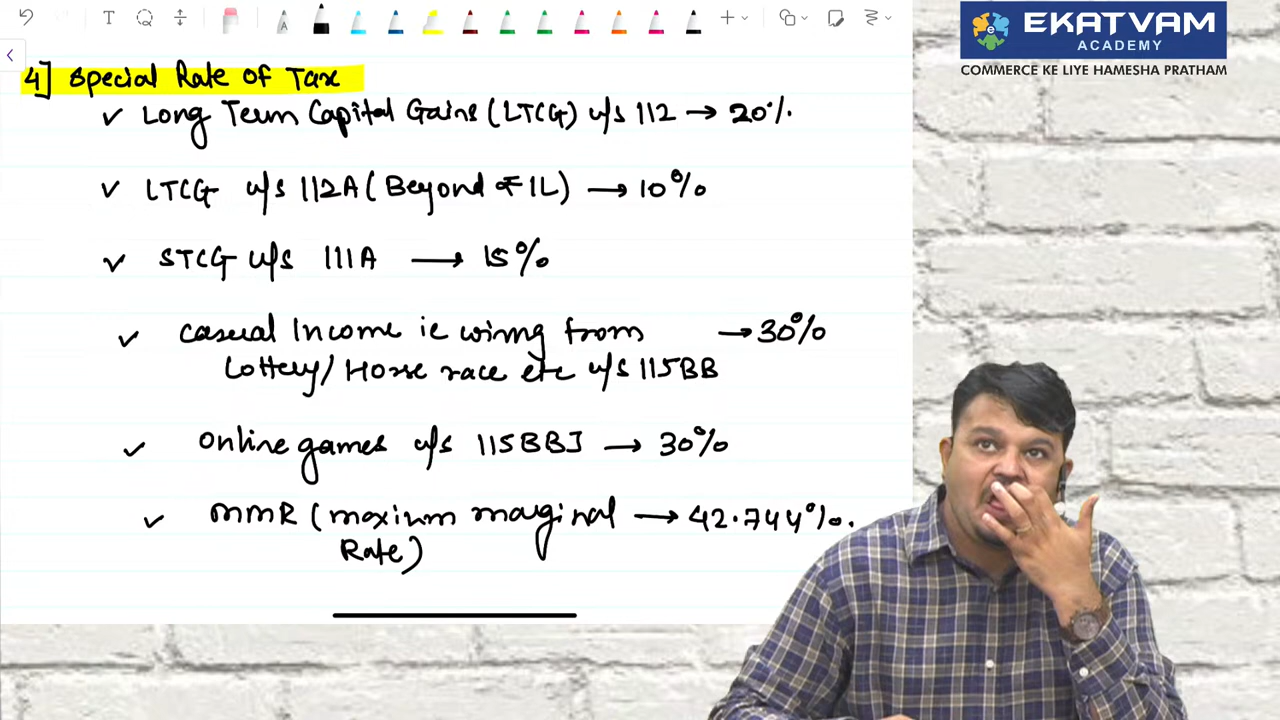 EKATVAM
ACADEMY
COMMERCE KE LIYE HAMESHA PRATHAM
4] Special Rate of Tax
✓ Long Term Capital Gains (LTCG) u/s 112 → 20%
✓ LTCG u/s 112A (Beyond ₹ 1L) → 10%
✓ STCG u/s 111A → 15%
✓ Casual Income ie winng from → 30%
Lottery/ Horse race etc u/s 115BB
✓ Online games u/s 115BBJ → 30%
✓ MMR (maxium marginal → 42.744%.
Rate)